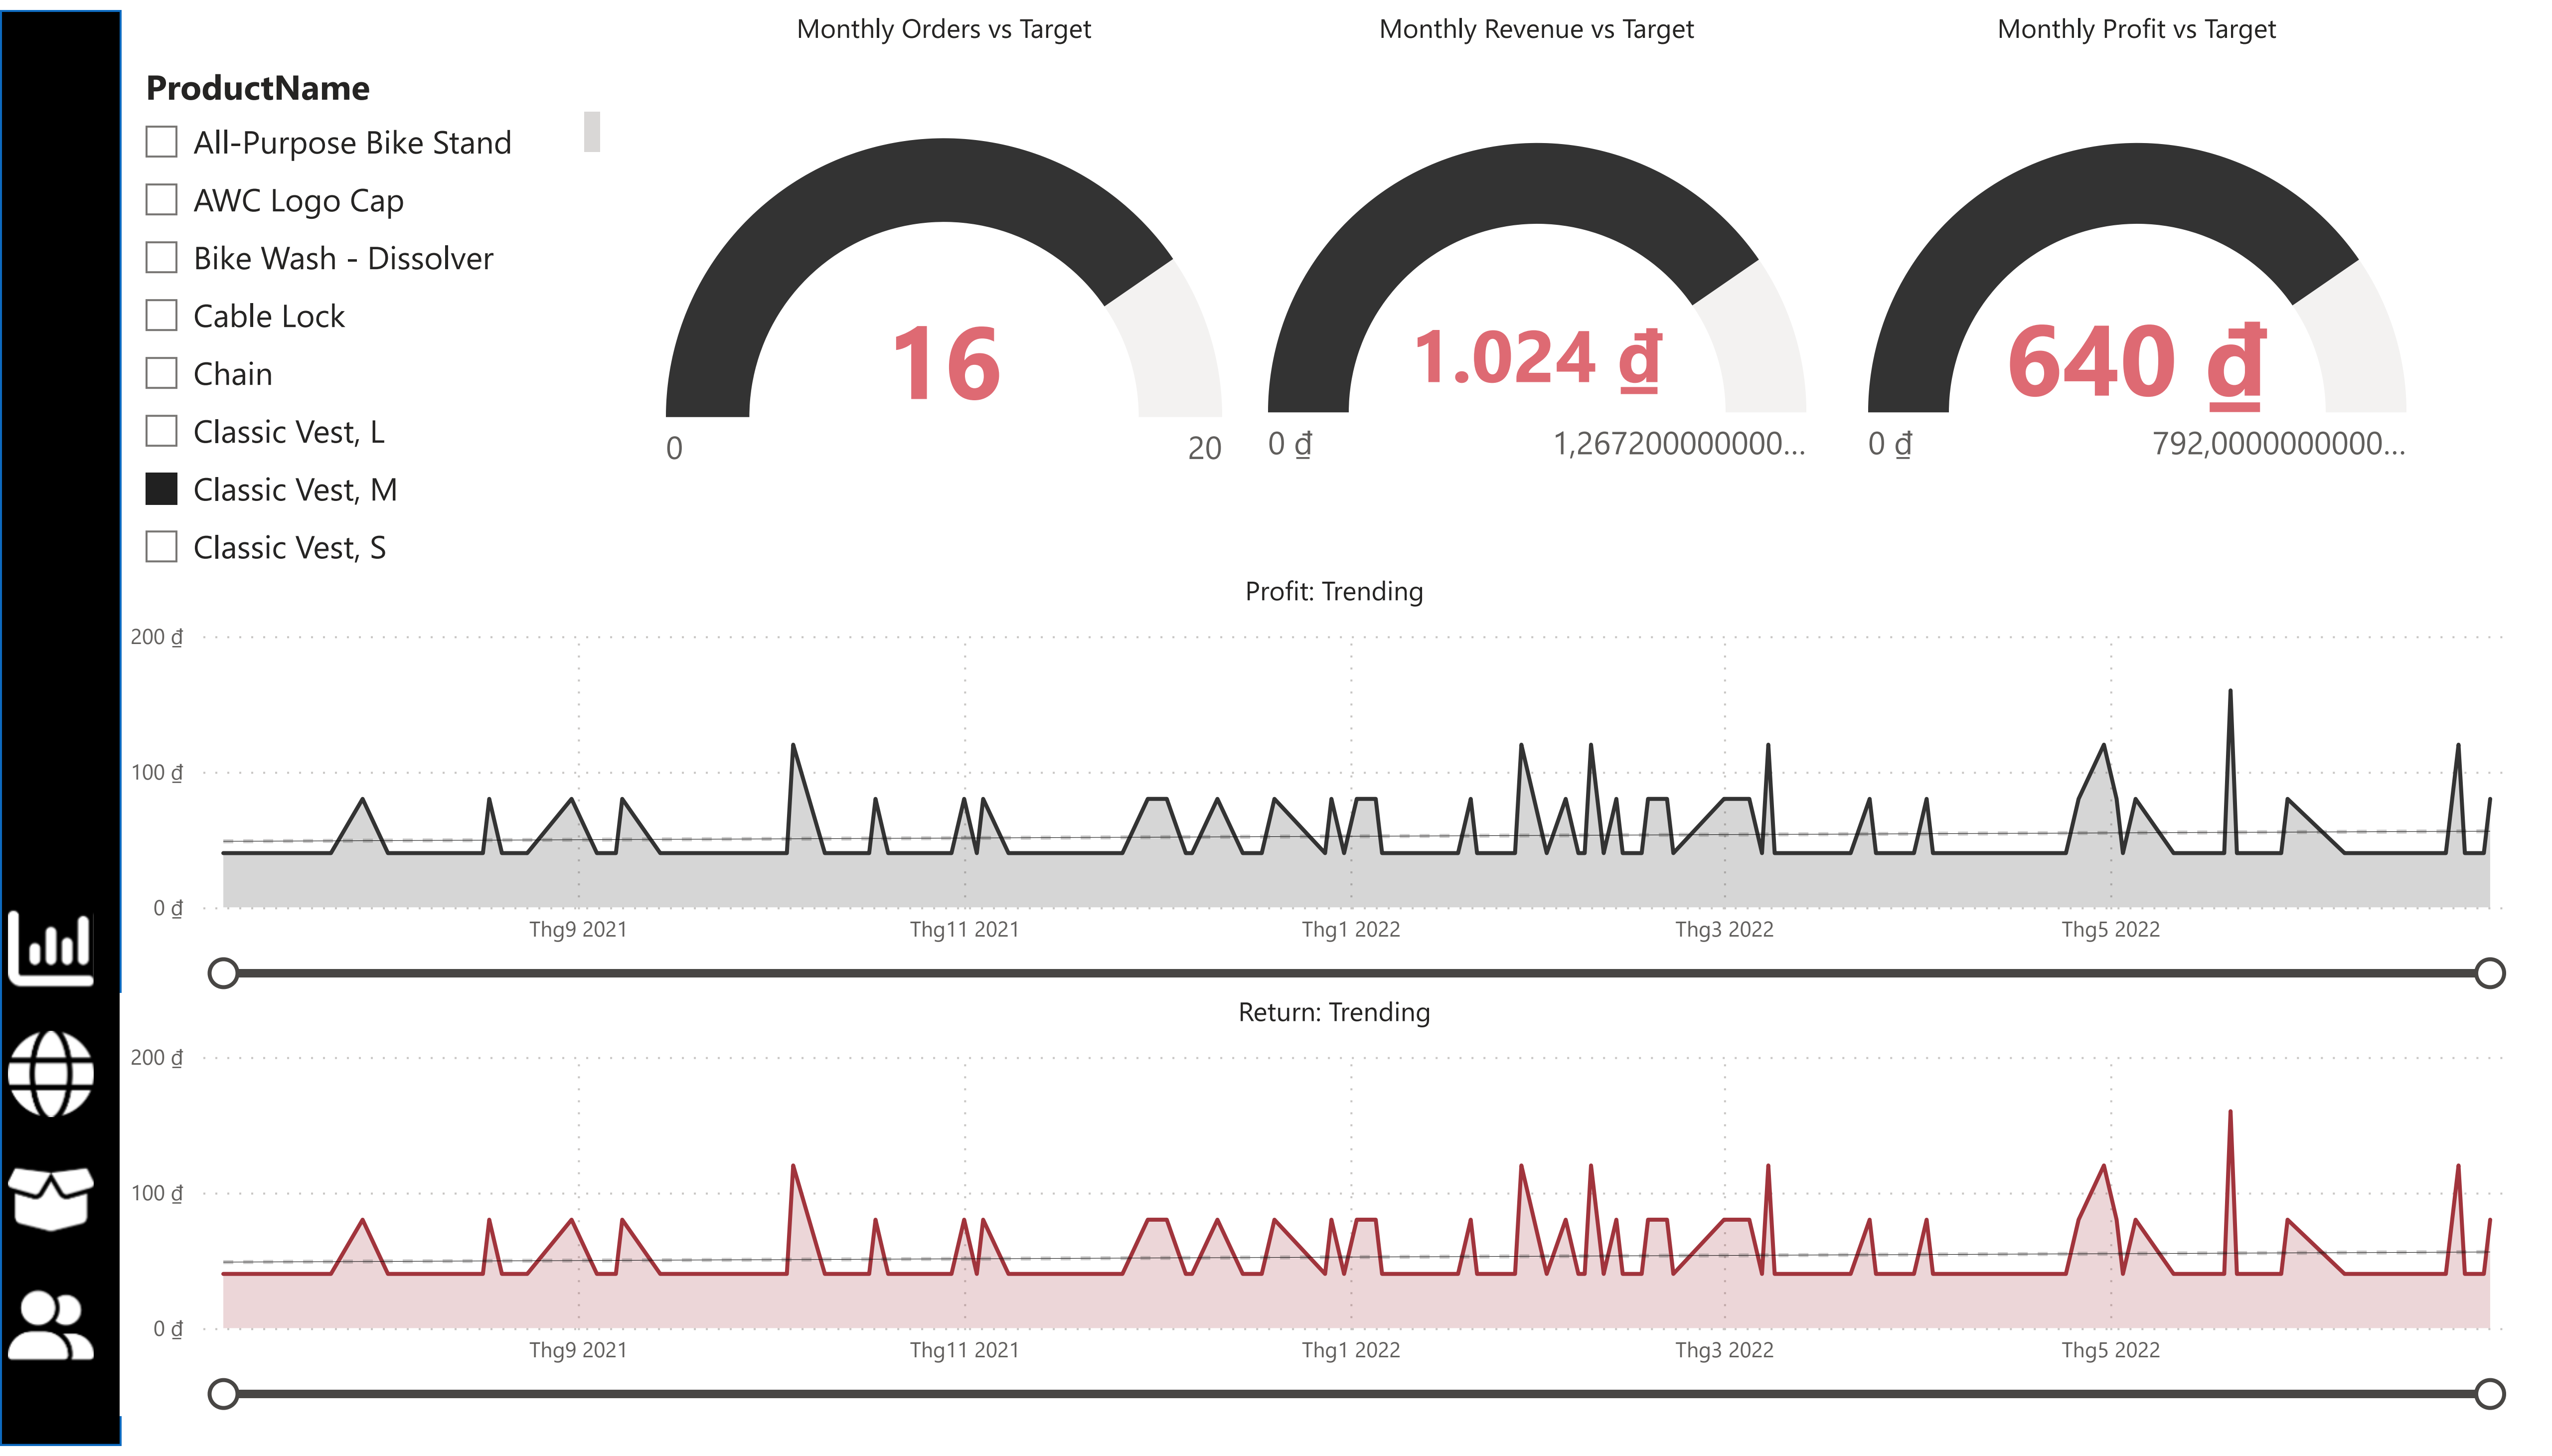 Monthly Orders vs Target
Monthly Revenue vs Target
Monthly Profit vs Target
ProductName
All-Purpose Bike Stand
AWC Logo Cap
Bike Wash - Dissolver
Cable Lock
Chain
Classic Vest, L
Classic Vest, M
Classic Vest, S
16
0
20
1.024 ₫
0 ₫
1,267200000000...
640 ₫
0 ₫
792,0000000000...
Profit: Trending
200 ₫
100 ₫
0 ₫
Thg9 2021
Thg11 2021
Thg1 2022
Thg3 2022
Thg5 2022
Return: Trending
200 ₫
100 ₫
0 ₫
Thg9 2021
Thg11 2021
Thg1 2022
Thg3 2022
Thg5 2022